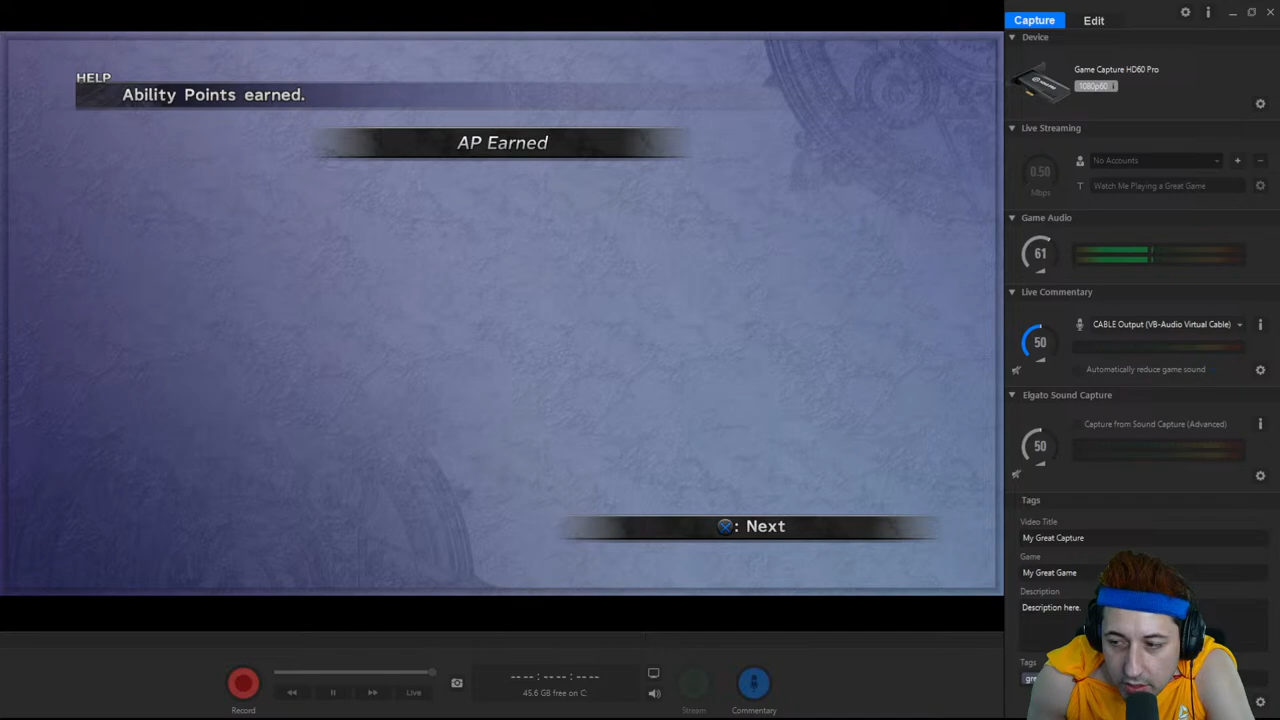 Capture
Edit
Device
HELP
Ability Points earned.
AP Earned
Game Capture HD60 Pro
1080p60
Live Streaming
0.50
Mbps
No Accounts
T
Watch Me Playing a Great Game
Game Audio
61
Live Commentary
50
CABLE Output (VB-Audio Virtual Cable)
Automatically reduce game sound
Elgato Sound Capture
50
Capture from Sound Capture (Advanced)
: Next
Tags
Video Title
My Great Capture
Game
My Great Game
Description
Description here.
Tags
Live
--:--:--
45.6 GB free on C:
Record
Stream
Commentary